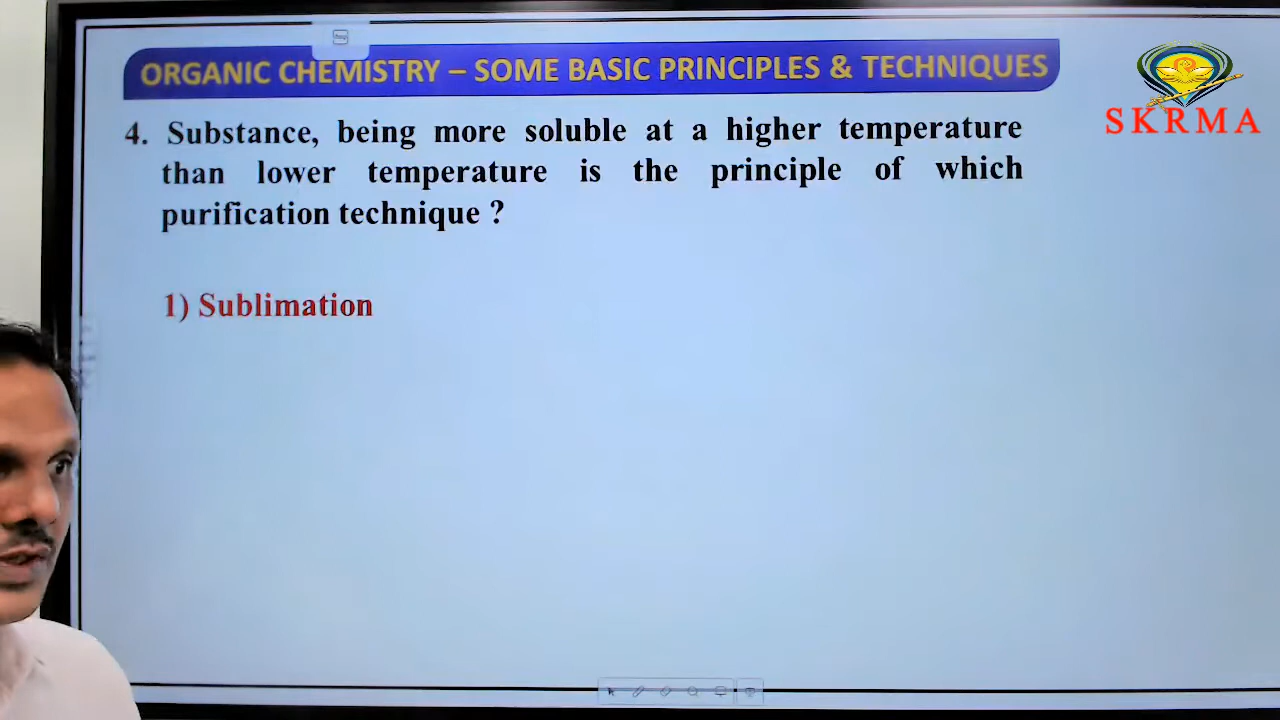 ORGANIC CHEMISTRY – SOME BASIC PRINCIPLES & TECHNIQUES
SKRMA
4. Substance, being more soluble at a higher temperature
than lower temperature is the principle of which
purification technique ?
1) Sublimation